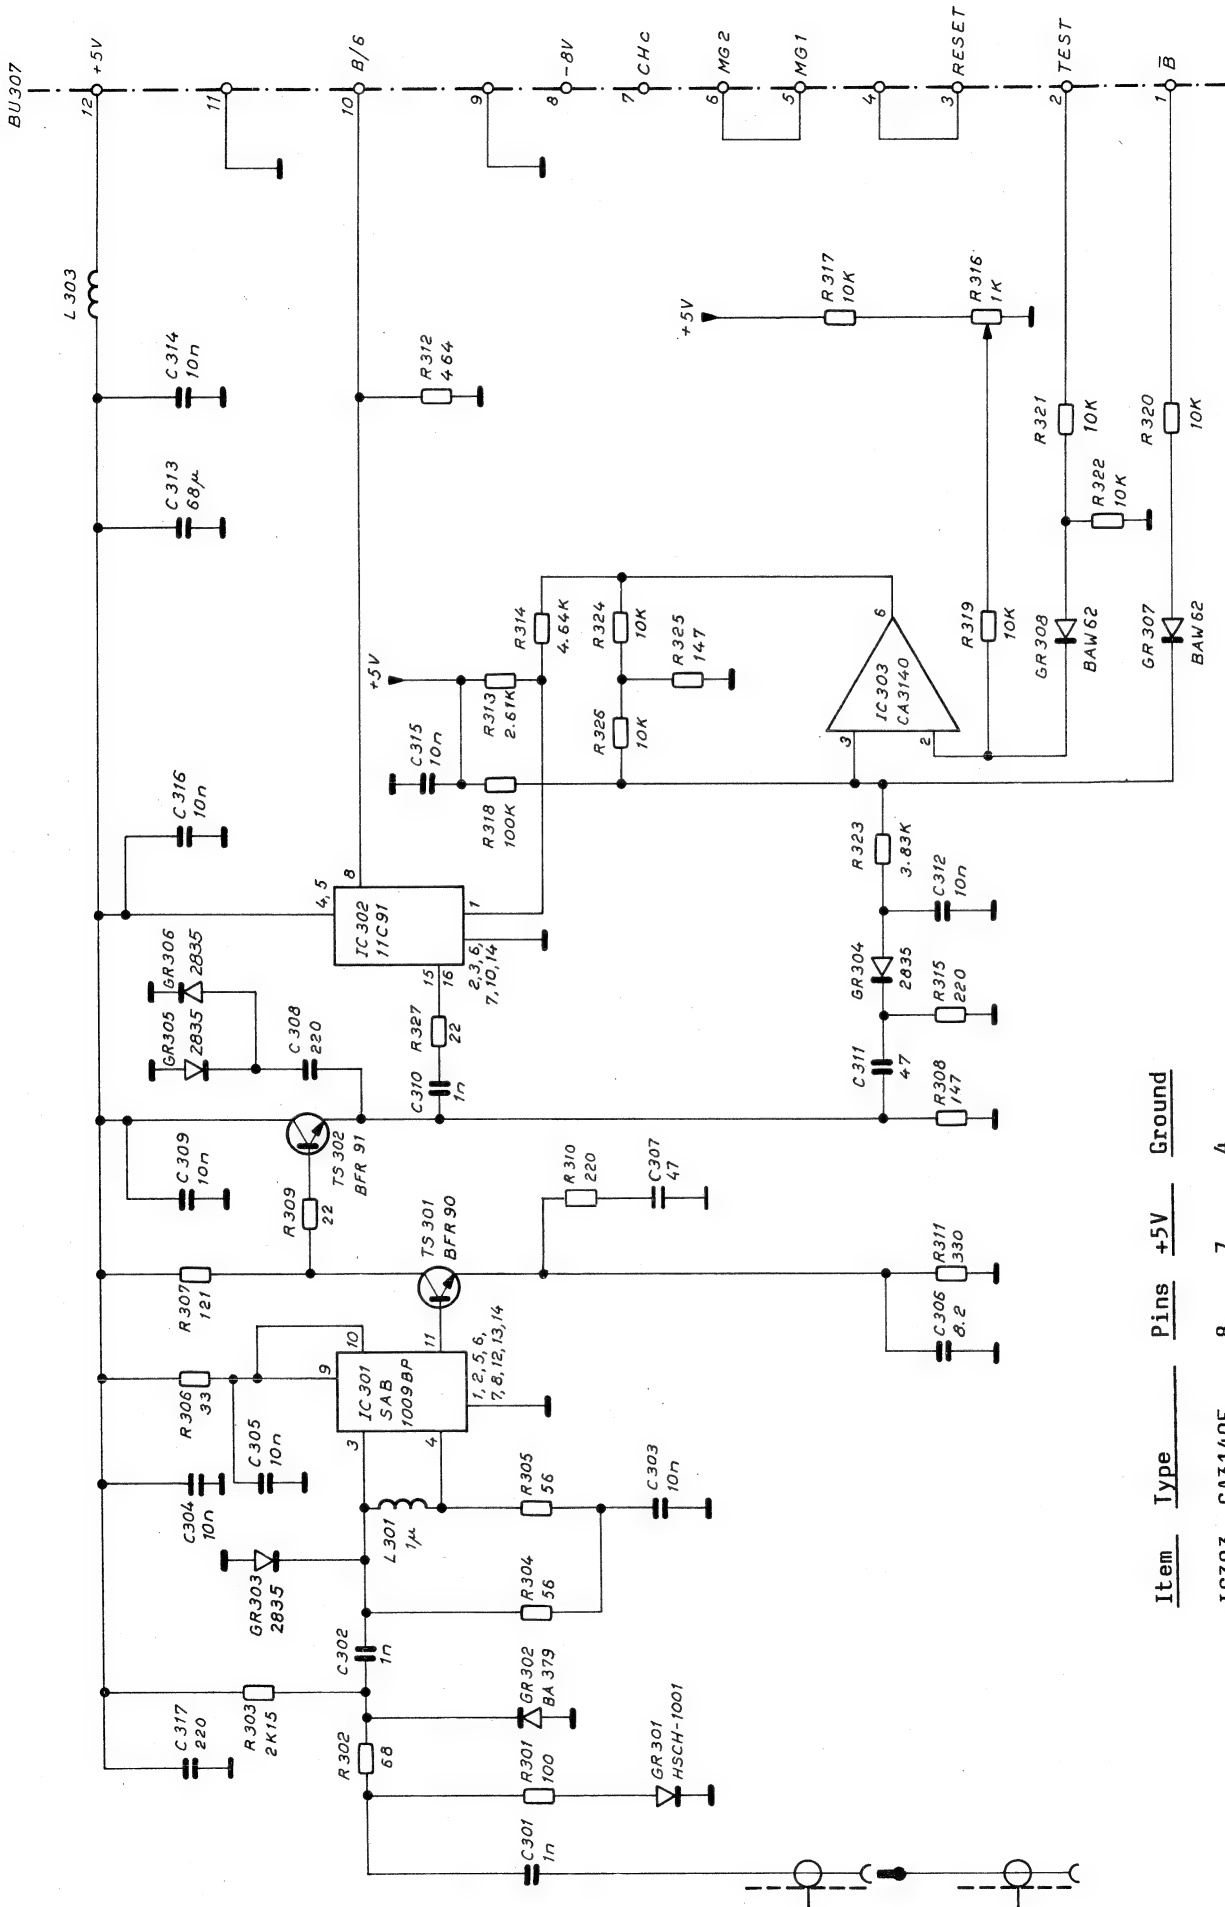 BU307
12
+5V
11
10
B/6
9
8
-8V
7
CHc
6
MG2
5
MG1
4
3
RESET
2
TEST
1
B̅
L303
C314
10n
C313
68µ
C316
10n
R312
464
+5V
R317
10K
R316
1K
R321
10K
R322
10K
R320
10K
GR308
BAW62
GR307
BAW62
R319
10K
IC303
CA3140
6
3
2
R314
4.64K
R324
10K
R325
147
R326
10K
+5V
R313
2.61K
C315
10n
R318
100K
R323
3.83K
C312
10n
GR304
2835
R315
220
C311
47
R308
147
IC302
11C91
4,5
8
1
15
16
2,3,6,
7,10,14
GR306
2835
GR305
2835
C308
220
R327
22
C310
1n
C309
10n
TS302
BFR 91
R309
22
R307
121
TS301
BFR90
R310
220
C307
47
R311
330
C306
8.2
R306
33
C305
10n
C304
10n
IC301
SAB
1009BP
9
10
11
3
4
1,2,5,6,
7,8,12,13,14
L301
1µ
R305
56
C303
10n
R304
56
GR303
2835
C302
1n
GR302
BA379
R303
2K15
C317
220
R302
68
R301
100
GR301
HSCH-1001
C301
1n
Item Type Pins +5V Ground
8 7 4